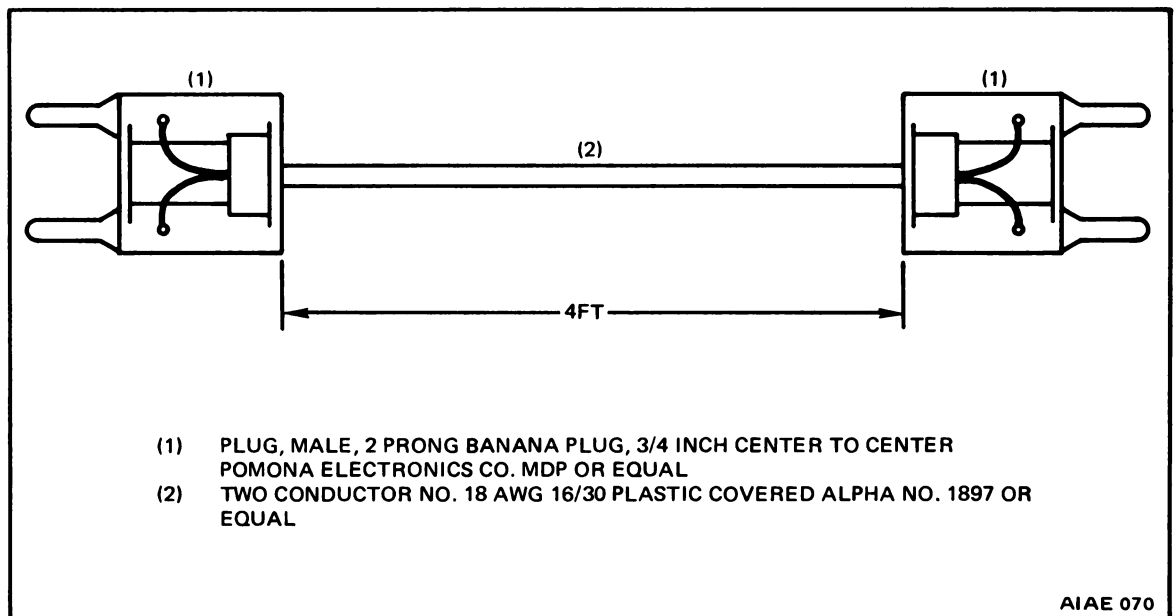 (1)
(1)
(2)
4FT
(1) PLUG, MALE, 2 PRONG BANANA PLUG, 3/4 INCH CENTER TO CENTER
POMONA ELECTRONICS CO. MDP OR EQUAL
(2) TWO CONDUCTOR NO. 18 AWG 16/30 PLASTIC COVERED ALPHA NO. 1897 OR
EQUAL
AIAE 070